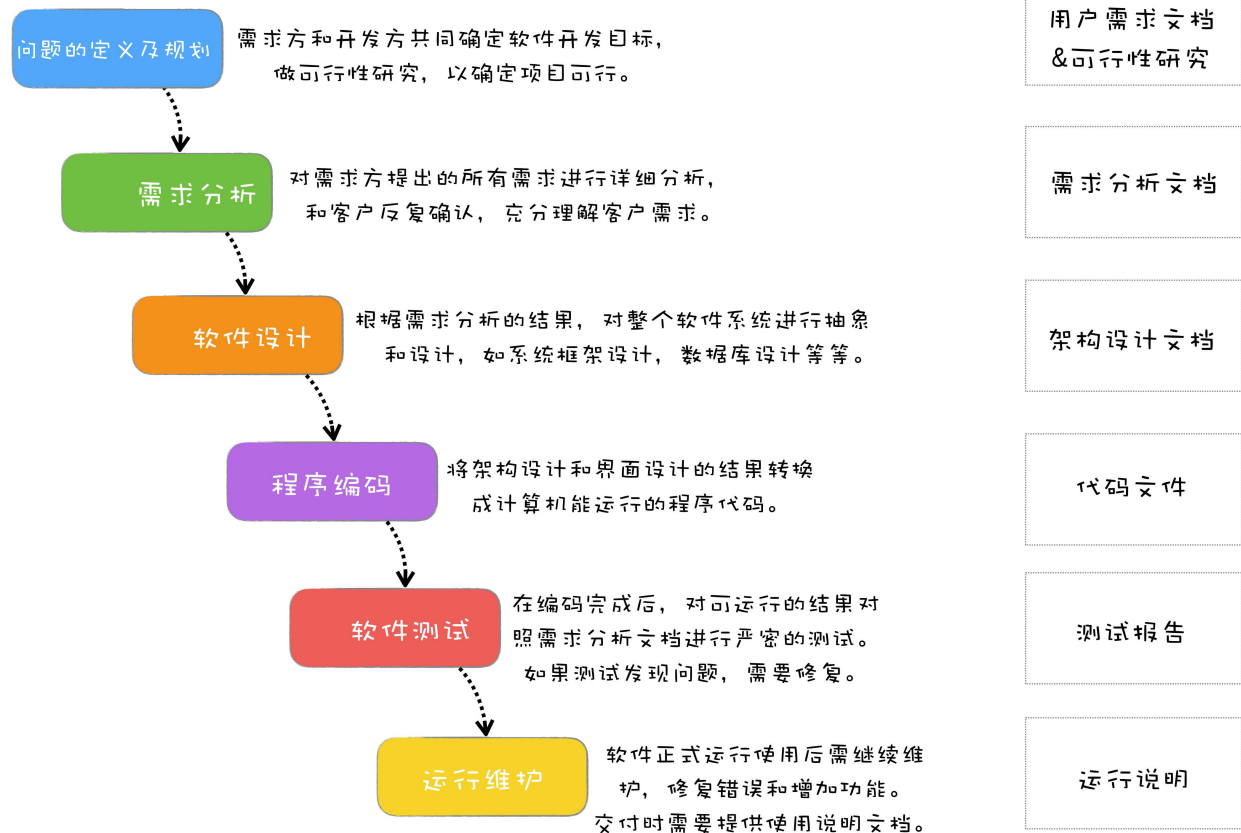 问题的定义及规划
需求方和开发方共同确定软件开发目标，
做可行性研究，以确定项目可行。
用户需求文档
&可行性研究
需求分析
对需求方提出的所有需求进行详细分析，
和客户反复确认，充分理解客户需求。
需求分析文档
软件设计
根据需求分析的结果，对整个软件系统进行抽象
和设计，如系统框架设计，数据库设计等等。
架构设计文档
程序编码
将架构设计和界面设计的结果转换
成计算机能运行的程序代码。
代码文件
软件测试
在编码完成后，对可运行的结果对
照需求分析文档进行严密的测试。
如果测试发现问题，需要修复。
测试报告
运行维护
软件正式运行使用后需继续维
护，修复错误和增加功能。
交付时需要提供使用说明文档。
运行说明